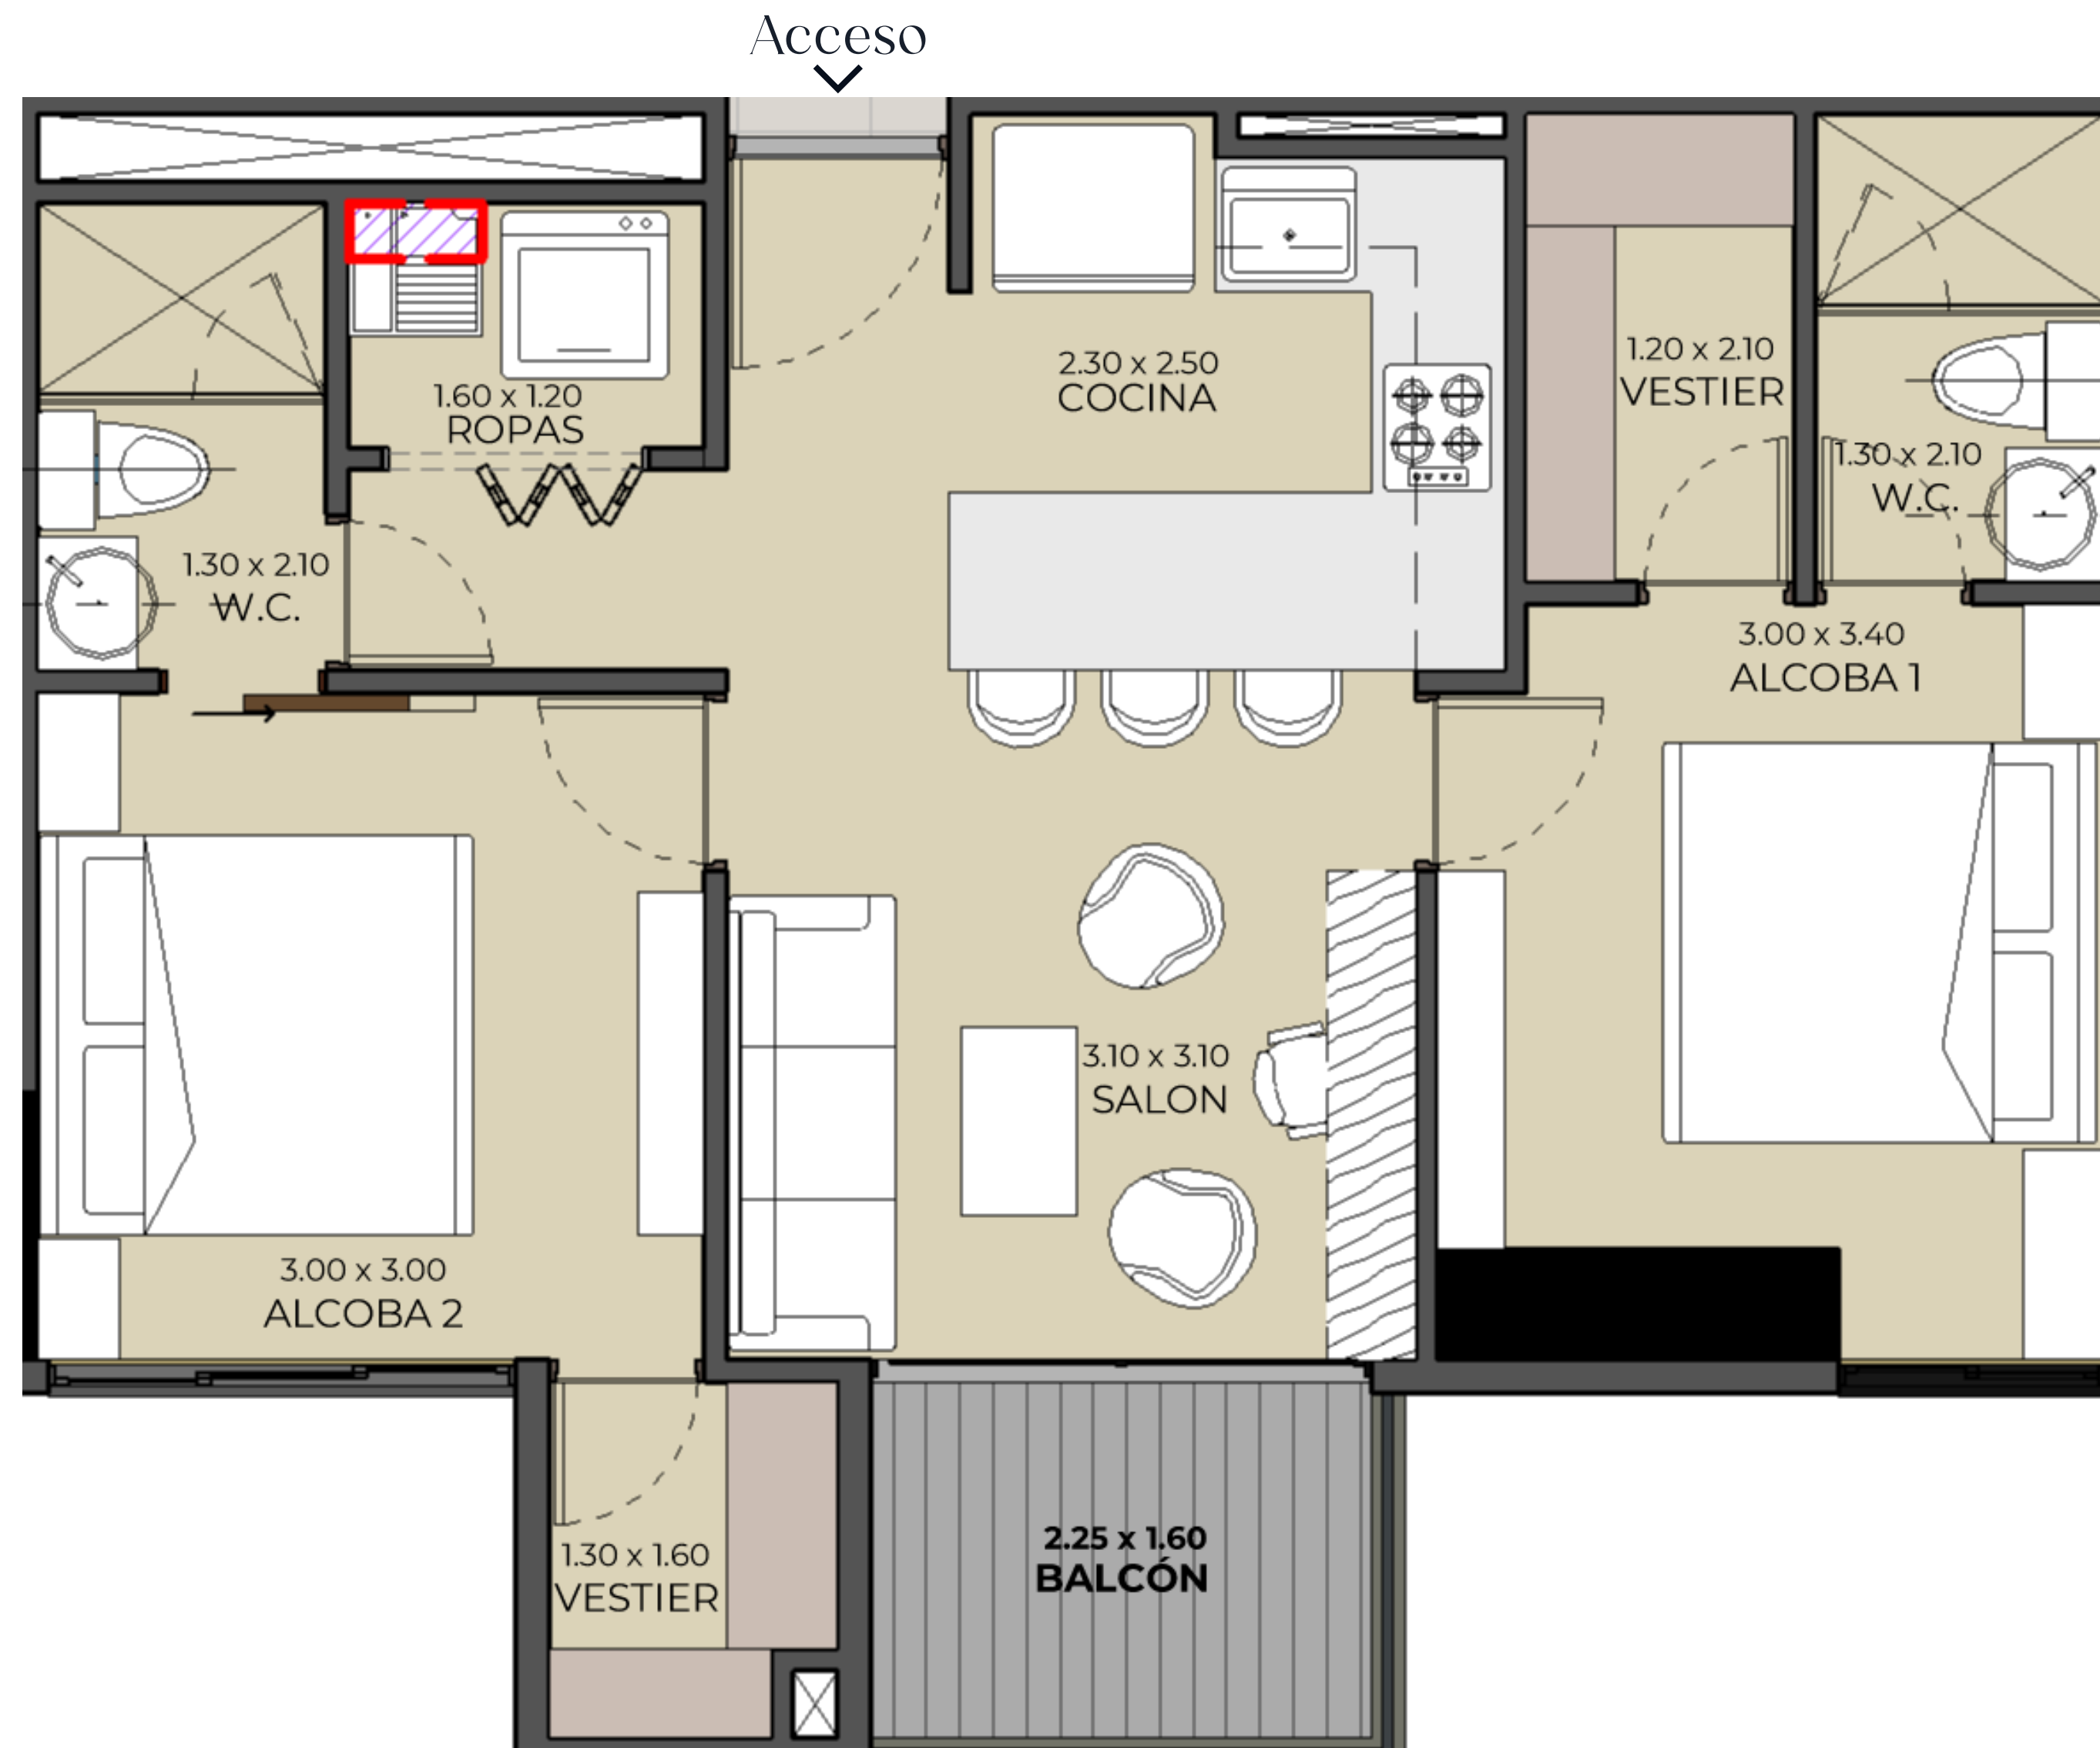 Acceso
1.60 x 1.20
ROPAS
2.30 x 2.50
COCINA
1.20 x 2.10
VESTIER
1.30 x 2.10
W.C.
1.30 x 2.10
W.C.
3.00 x 3.40
ALCOBA 1
3.10 x 3.10
SALON
3.00 x 3.00
ALCOBA 2
1.30 x 1.60
VESTIER
2.25 x 1.60
BALCÓN